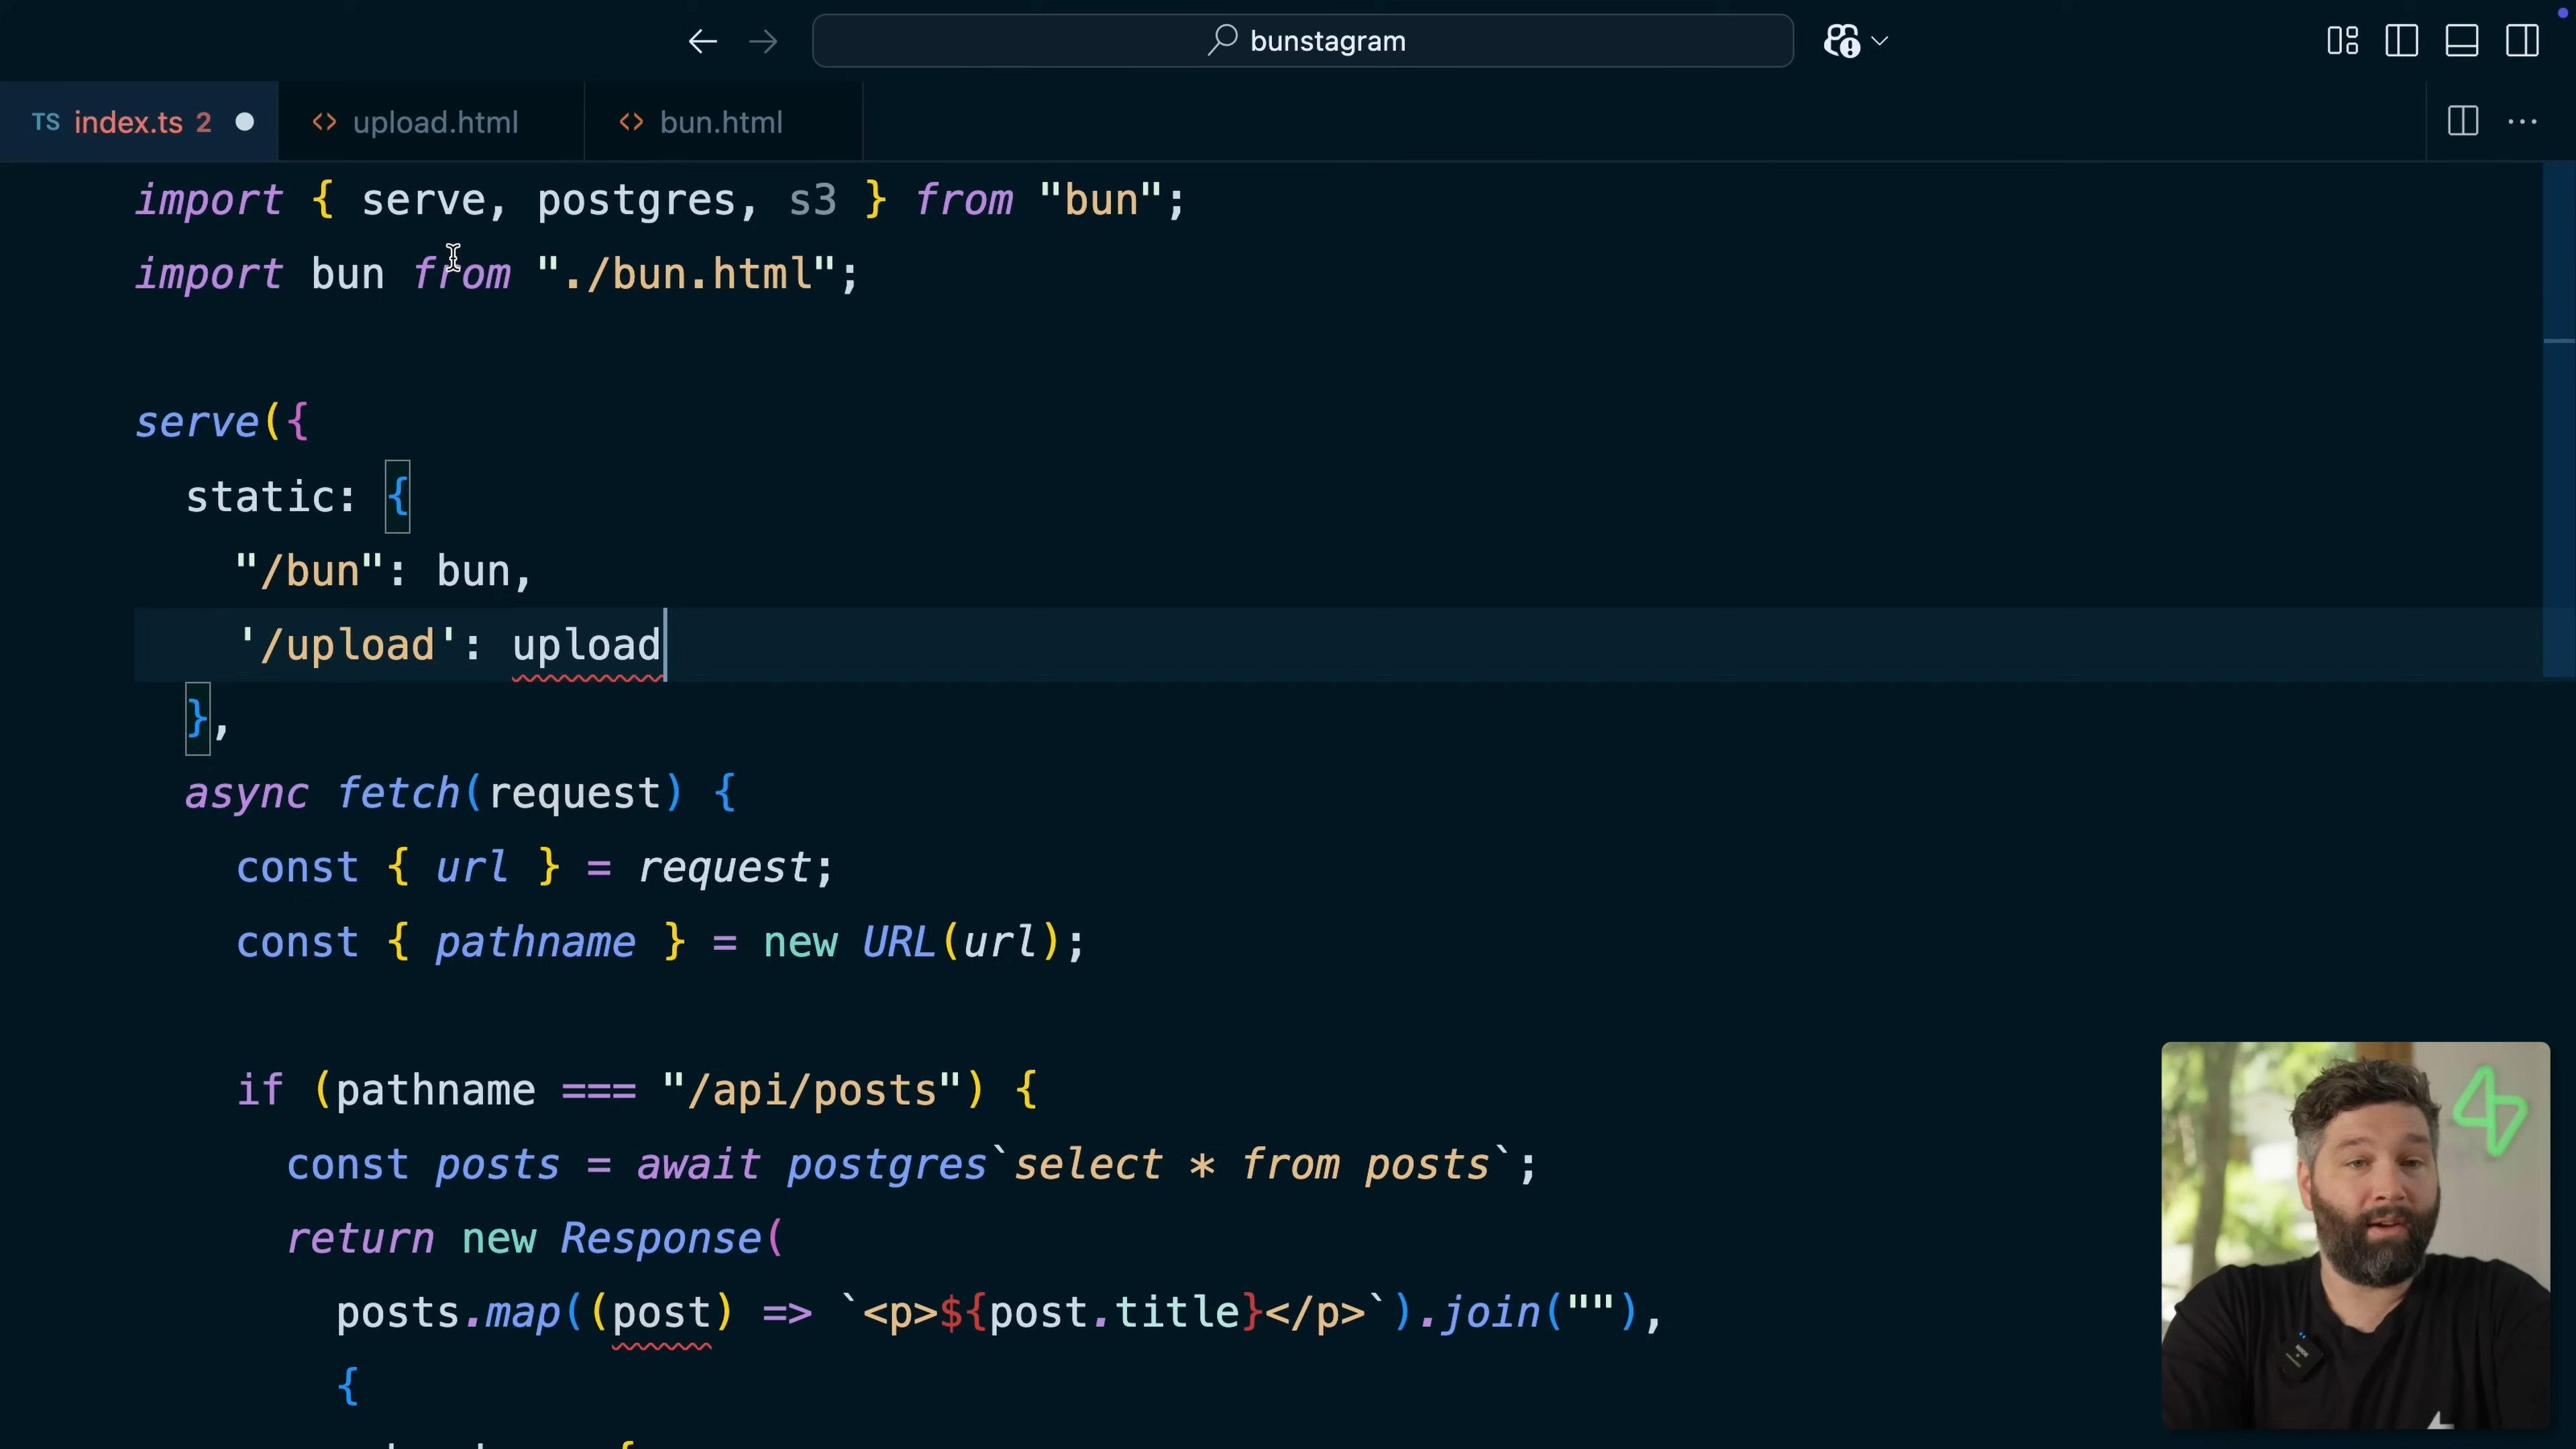 bunstagram
TS index.ts 2
<> upload.html
<> bun.html
import { serve, postgres, s3 } from "bun";
import bun from "./bun.html";
serve({
static: {
"/bun": bun,
'/upload': upload
},
async fetch(request) {
const { url } = request;
const { pathname } = new URL(url);
if (pathname === "/api/posts") {
const posts = await postgres`select * from posts`;
return new Response(
posts.map((post) => `<p>${post.title}</p>`).join(""),
{